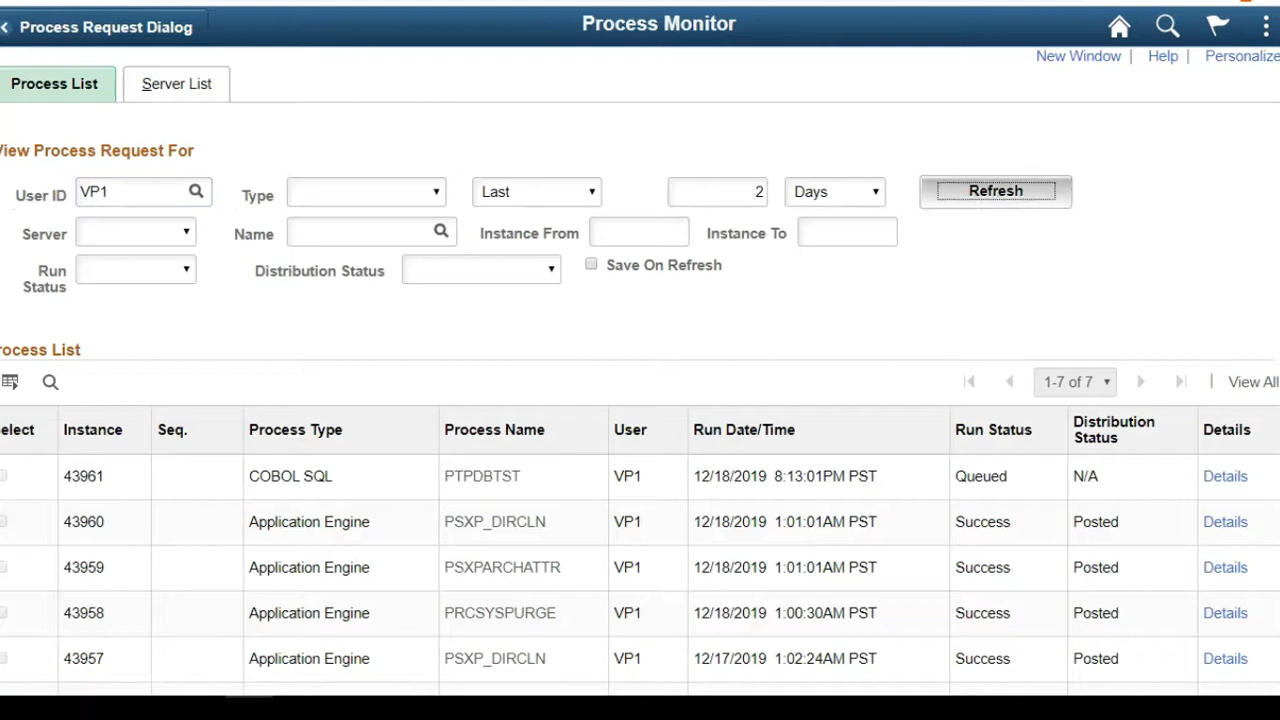 Process Request Dialog
Process Monitor
New Window | Help | Personalize
Process List
Server List
View Process Request For
User ID VP1 Type Last 2 Days Refresh
Server Name Instance From Instance To
Run Status Distribution Status Save On Refresh
Process List
1-7 of 7 | View All
Select Instance Seq. Process Type Process Name User Run Date/Time Run Status Distribution Status Details
43961 COBOL SQL PTPDBTST VP1 12/18/2019 8:13:01PM PST Queued N/A Details
43960 Application Engine PSXP_DIRCLN VP1 12/18/2019 1:01:01AM PST Success Posted Details
43959 Application Engine PSXPARCHATTR VP1 12/18/2019 1:01:01AM PST Success Posted Details
43958 Application Engine PRCSYSPURGE VP1 12/18/2019 1:00:30AM PST Success Posted Details
43957 Application Engine PSXP_DIRCLN VP1 12/17/2019 1:02:24AM PST Success Posted Details